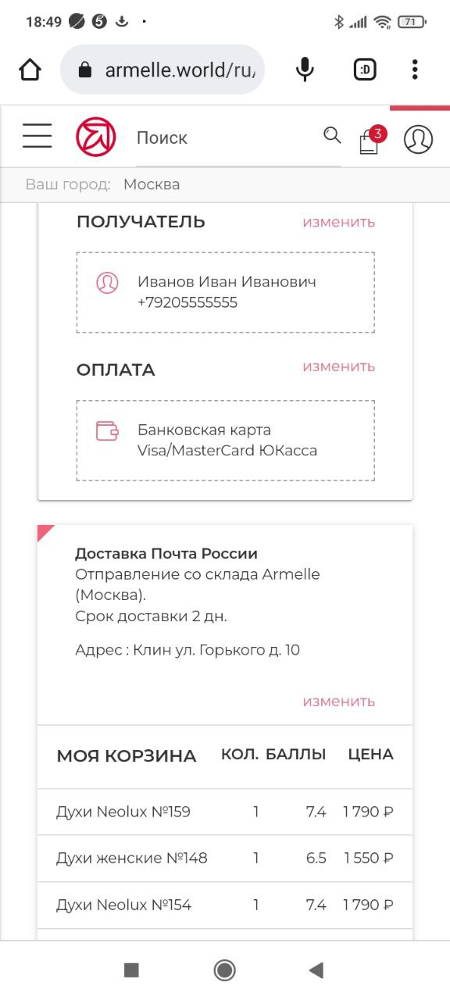 18:49 5 71
armelle.world/ru/ :D
Поиск 3
Ваш город: Москва
ПОЛУЧАТЕЛЬ изменить
Иванов Иван Иванович
+79205555555
ОПЛАТА изменить
Банковская карта
Visa/MasterCard ЮКасса
Доставка Почта России
Отправление со склада Armelle
(Москва).
Срок доставки 2 дн.
Адрес : Клин ул. Горького д. 10
изменить
МОЯ КОРЗИНА КОЛ. БАЛЛЫ ЦЕНА
Духи Neolux №159 1 7.4 1 790 ₽
Духи женские №148 1 6.5 1 550 ₽
Духи Neolux №154 1 7.4 1 790 ₽